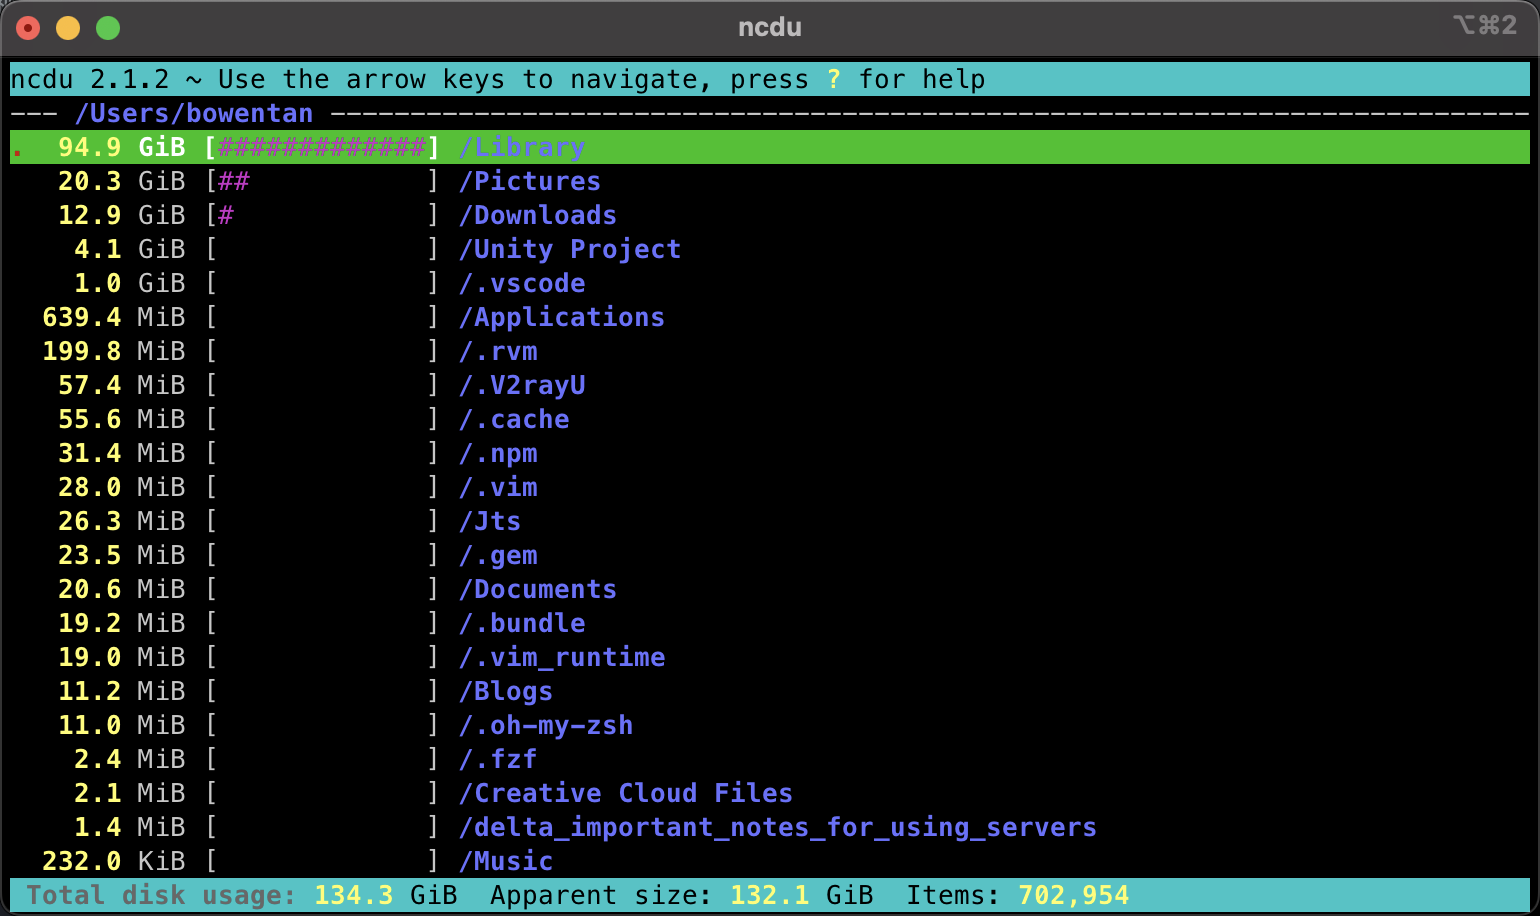 ncdu
⌥⌘2
ncdu 2.1.2 ~ Use the arrow keys to navigate, press ? for help
--- /Users/bowentan ---------------------------------------------------------------------------
. 94.9 GiB [#############] /Library
20.3 GiB [##           ] /Pictures
12.9 GiB [#            ] /Downloads
4.1 GiB [             ] /Unity Project
1.0 GiB [             ] /.vscode
639.4 MiB [             ] /Applications
199.8 MiB [             ] /.rvm
57.4 MiB [             ] /.V2rayU
55.6 MiB [             ] /.cache
31.4 MiB [             ] /.npm
28.0 MiB [             ] /.vim
26.3 MiB [             ] /Jts
23.5 MiB [             ] /.gem
20.6 MiB [             ] /Documents
19.2 MiB [             ] /.bundle
19.0 MiB [             ] /.vim_runtime
11.2 MiB [             ] /Blogs
11.0 MiB [             ] /.oh-my-zsh
2.4 MiB [             ] /.fzf
2.1 MiB [             ] /Creative Cloud Files
1.4 MiB [             ] /delta_important_notes_for_using_servers
232.0 KiB [             ] /Music
Total disk usage: 134.3 GiB  Apparent size: 132.1 GiB  Items: 702,954